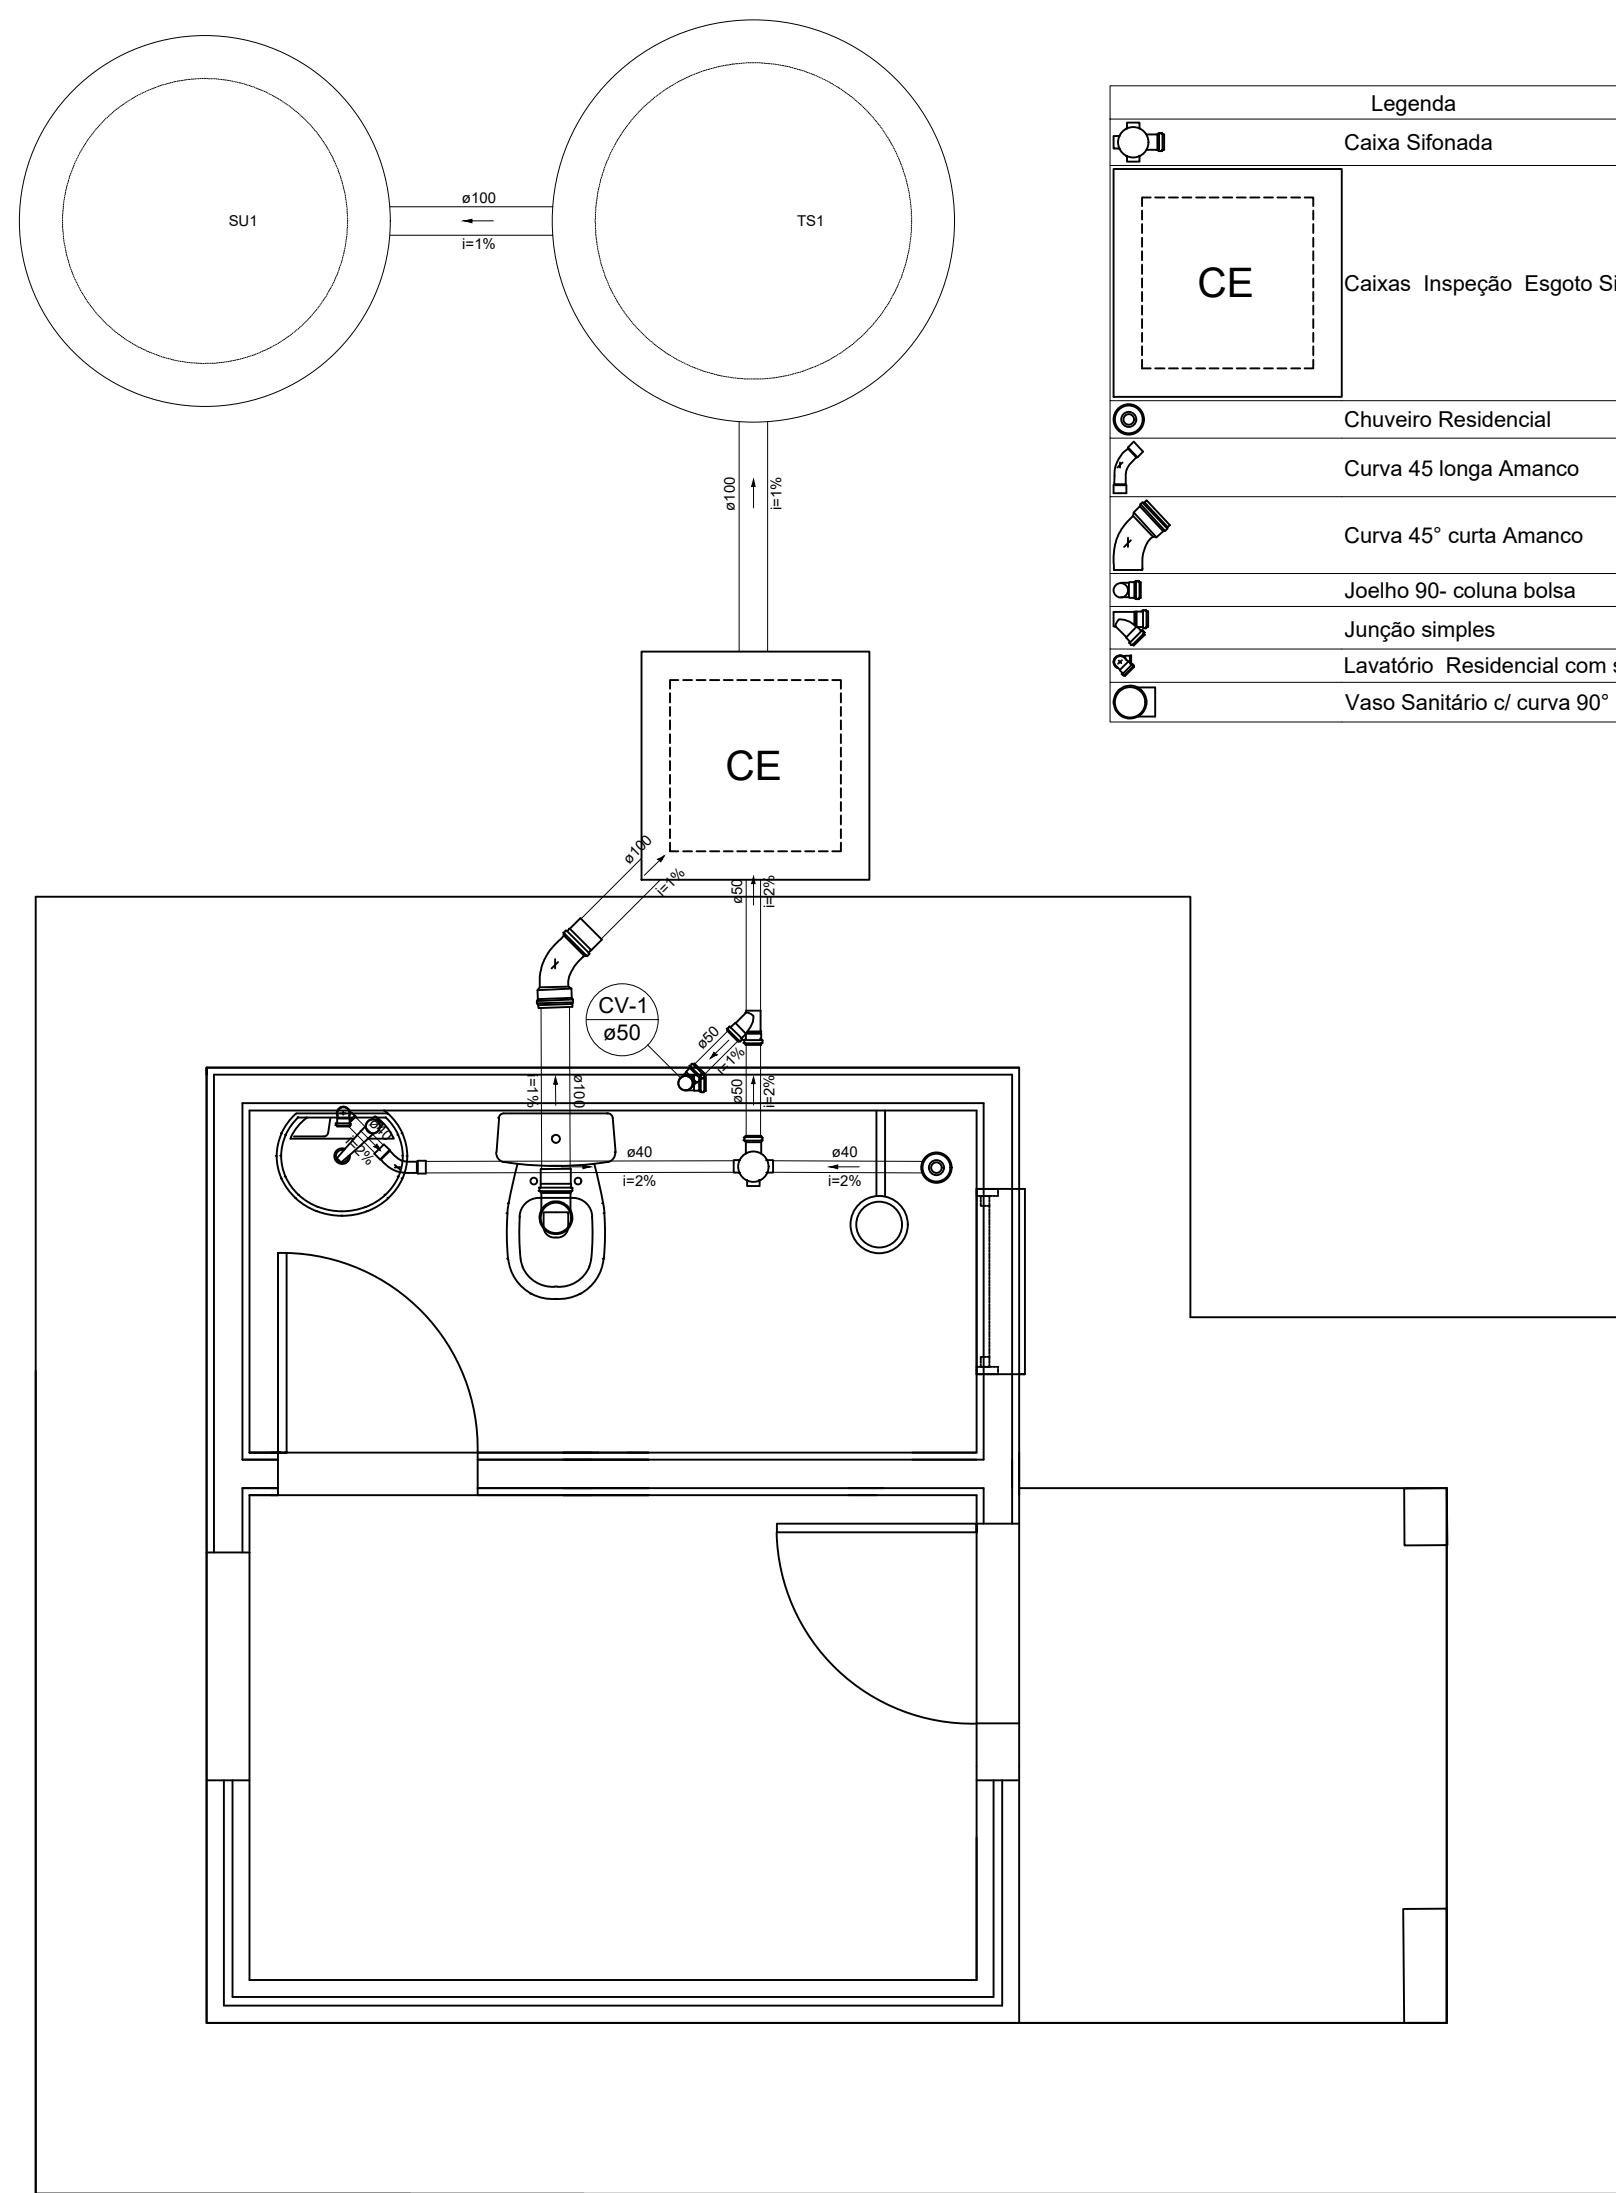 Legenda
Caixa Sifonada
CE
Caixas Inspeção Esgoto Si
Chuveiro Residencial
Curva 45 longa Amanco
Curva 45° curta Amanco
Joelho 90- coluna bolsa
Junção simples
Lavatório Residencial com s
Vaso Sanitário c/ curva 90°
SU1
ø100
i=1%
TS1
ø100
i=1%
CE
ø100
i=1%
ø50
i=2%
CV-1
ø50
ø50
i=1%
i=1%
ø100
ø50
i=2%
i=2%
ø40
i=2%
ø40
i=2%